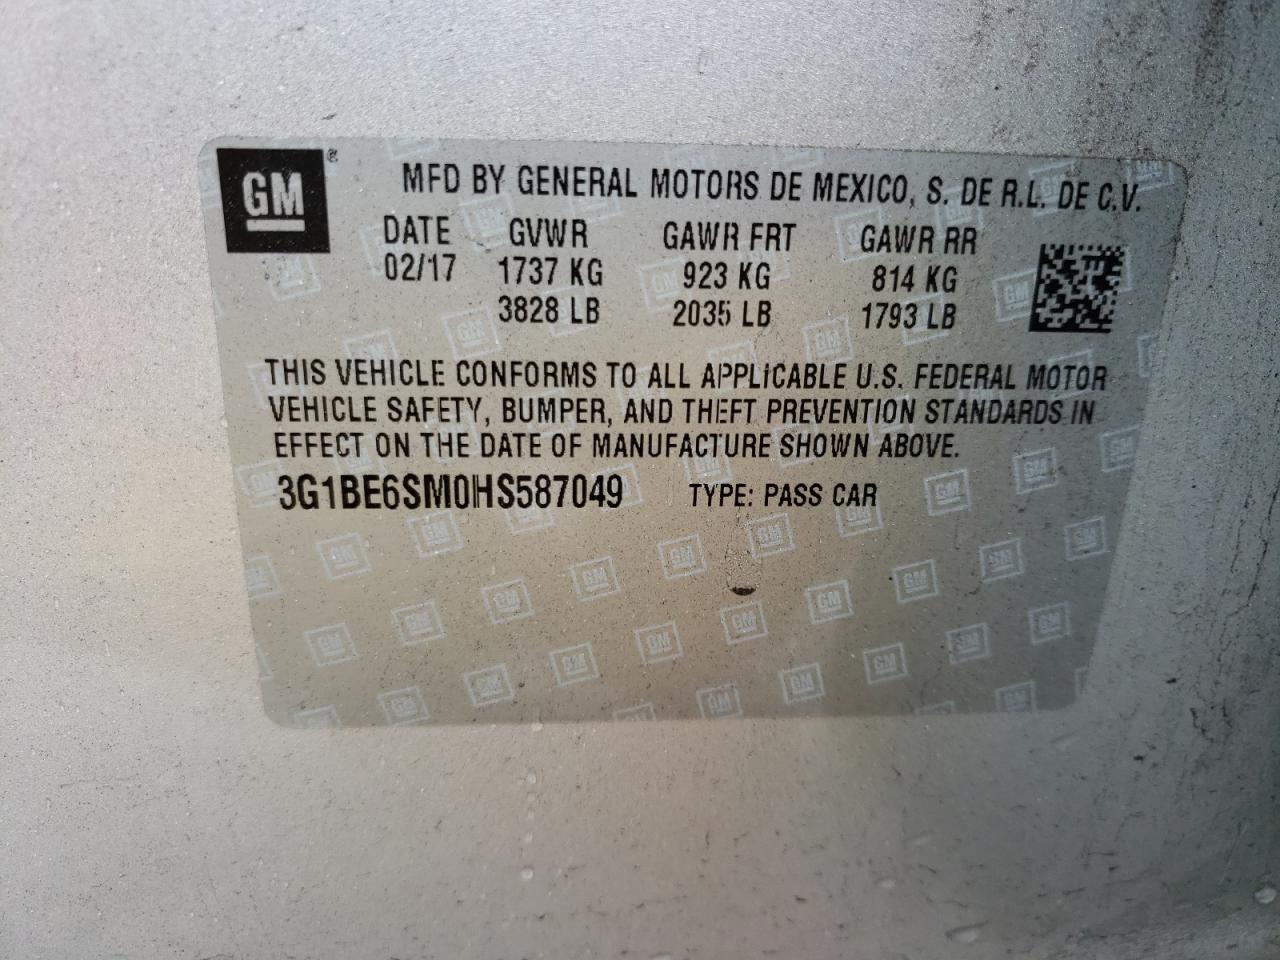 GM ®
MFD BY GENERAL MOTORS DE MEXICO, S. DE R.L. DE C.V.
DATE GVWR GAWR FRT GAWR RR
02/17 1737 KG 923 KG 814 KG
3828 LB 2035 LB 1793 LB
THIS VEHICLE CONFORMS TO ALL APPLICABLE U.S. FEDERAL MOTOR
VEHICLE SAFETY, BUMPER, AND THEFT PREVENTION STANDARDS IN
EFFECT ON THE DATE OF MANUFACTURE SHOWN ABOVE.
3G1BE6SM0HS587049 TYPE: PASS CAR